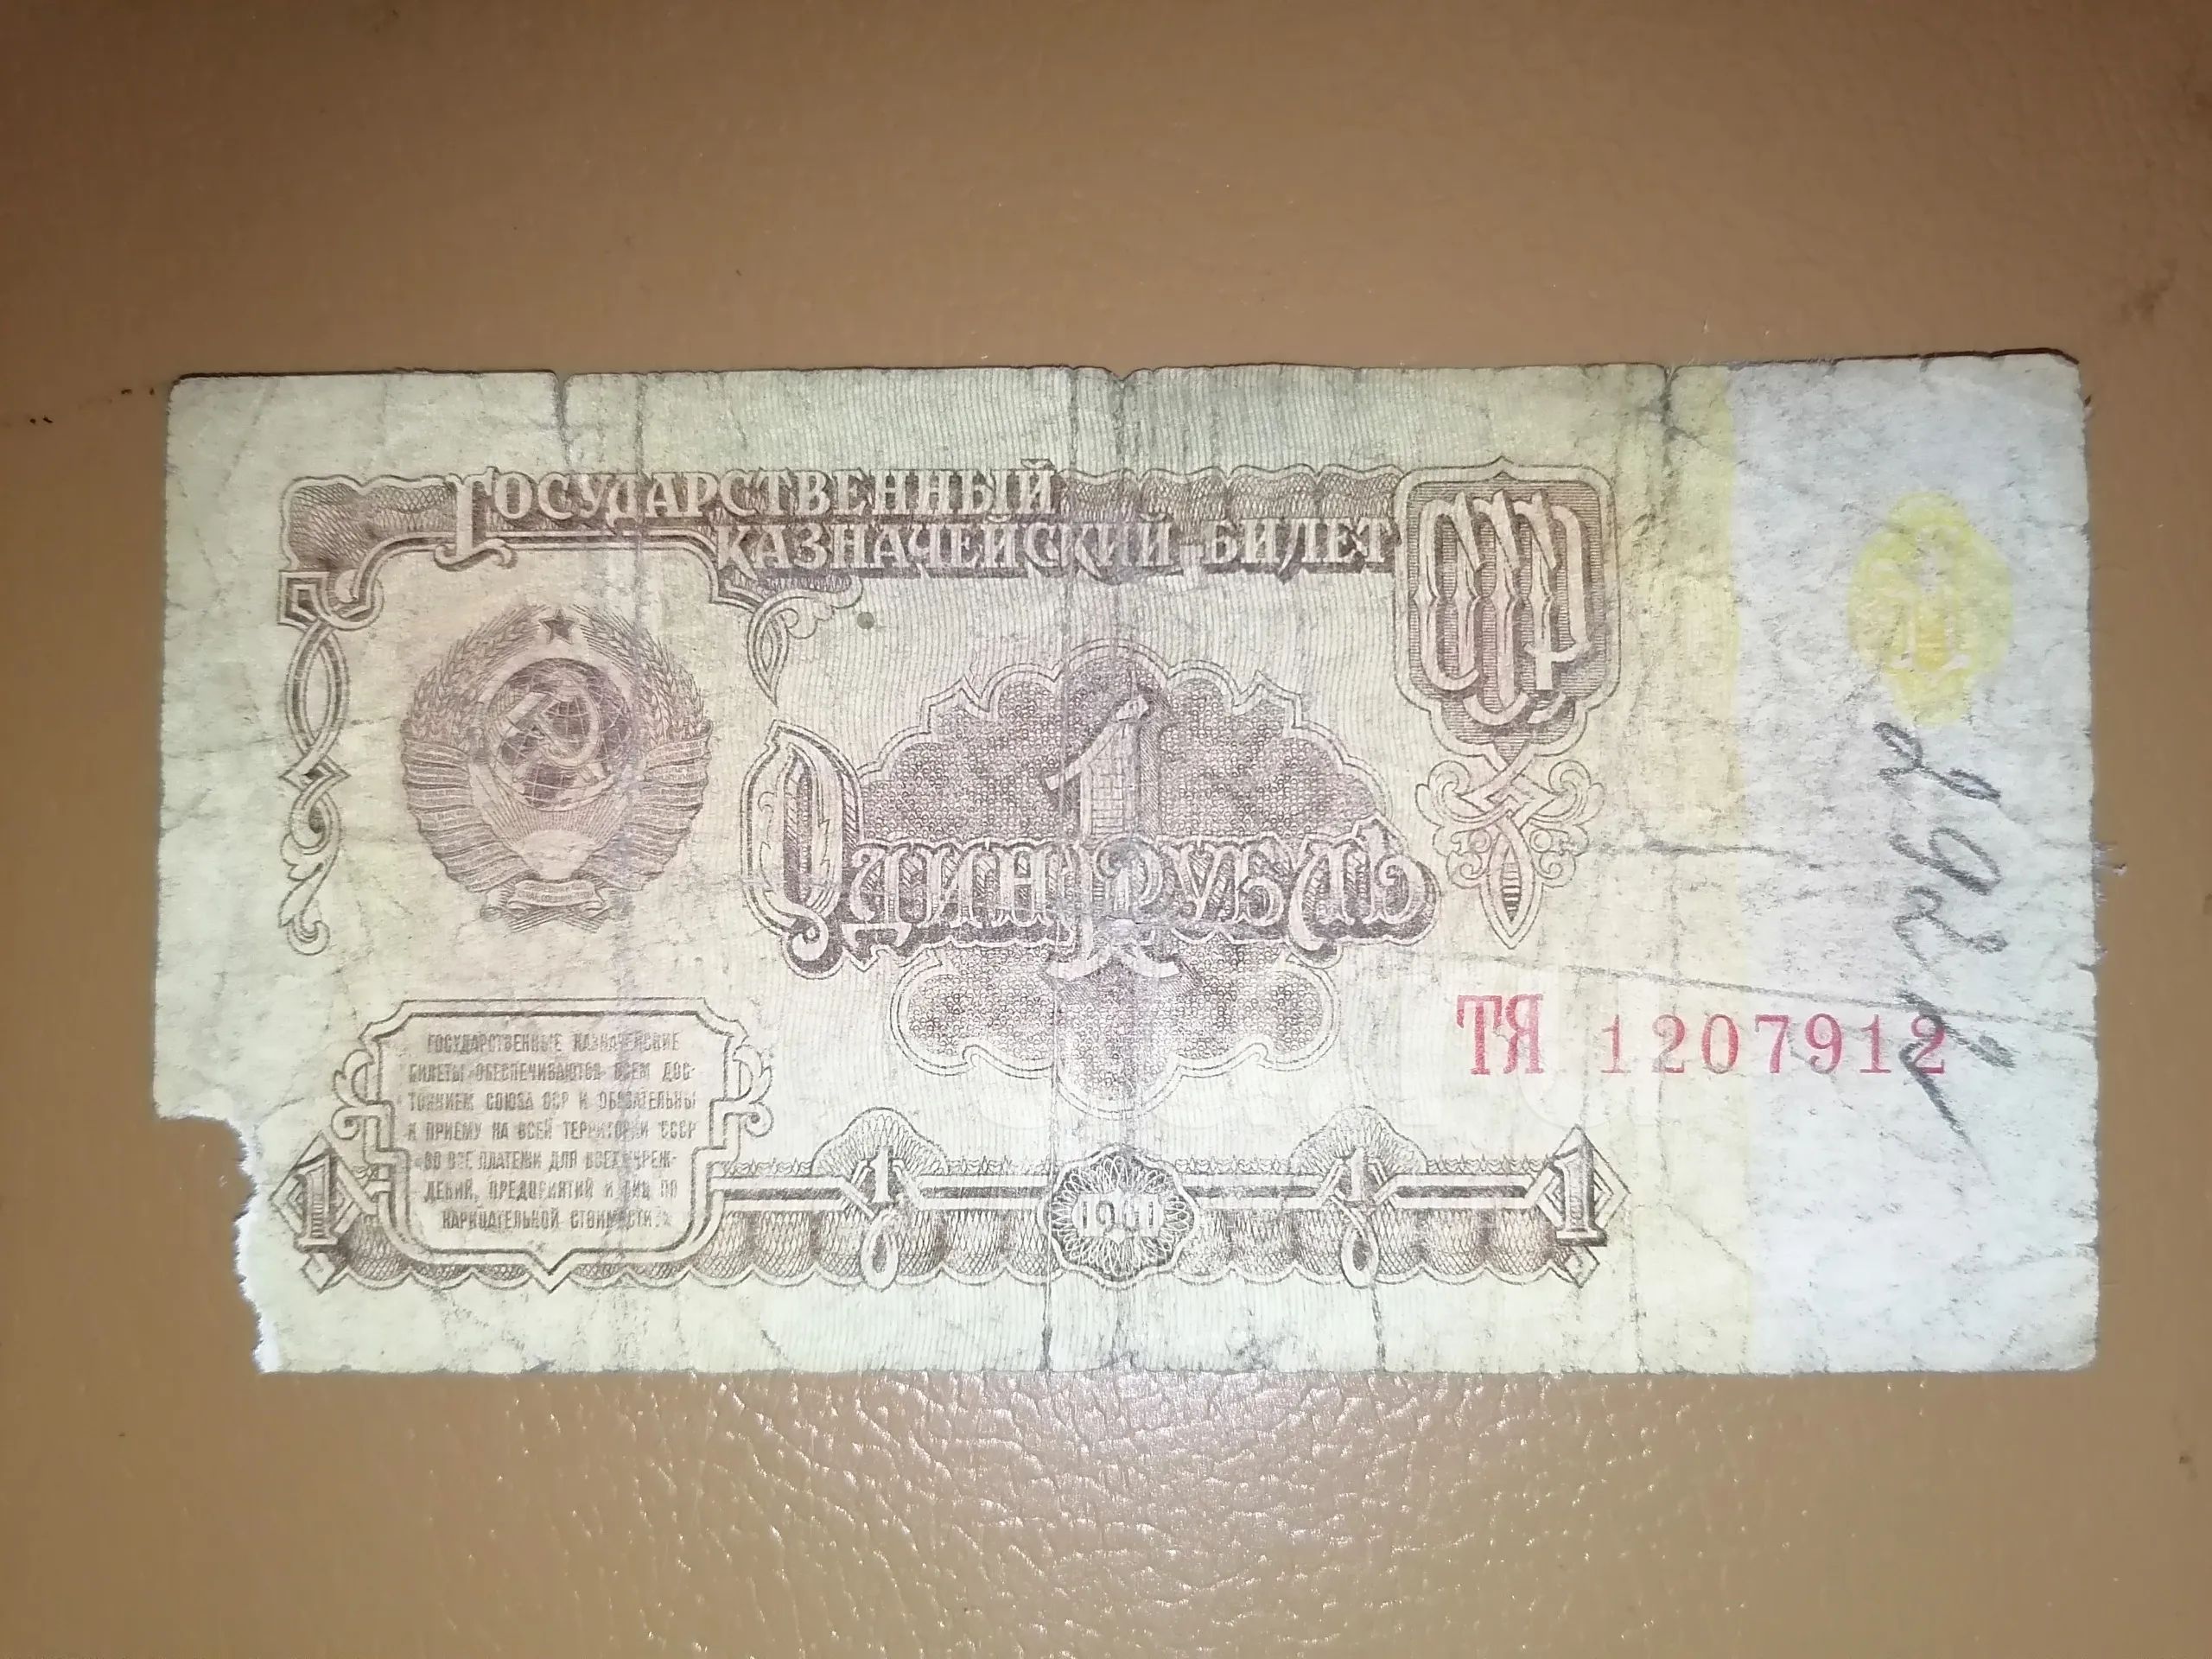 ГОСУДАРСТВЕННЫЙ
КАЗНАЧЕЙСКИЙ БИЛЕТ
СССР
1
ОДИН РУБЛЬ
ТЯ 1207912
ГОСУДАРСТВЕННЫЕ КАЗНАЧЕЙСКИЕ
БИЛЕТЫ ОБЕСПЕЧИВАЮТСЯ ВСЕМ ДОС-
ТОЯНИЕМ СОЮЗА ССР И ОБЯЗАТЕЛЬНЫ
К ПРИЕМУ НА ВСЕЙ ТЕРРИТОРИИ СССР
ВО ВСЕ ПЛАТЕЖИ ДЛЯ ВСЕХ УЧРЕЖ-
ДЕНИЙ, ПРЕДПРИЯТИЙ И ЛИЦ ПО
НАРИЦАТЕЛЬНОЙ СТОИМОСТИ
1 1 1961 1 1